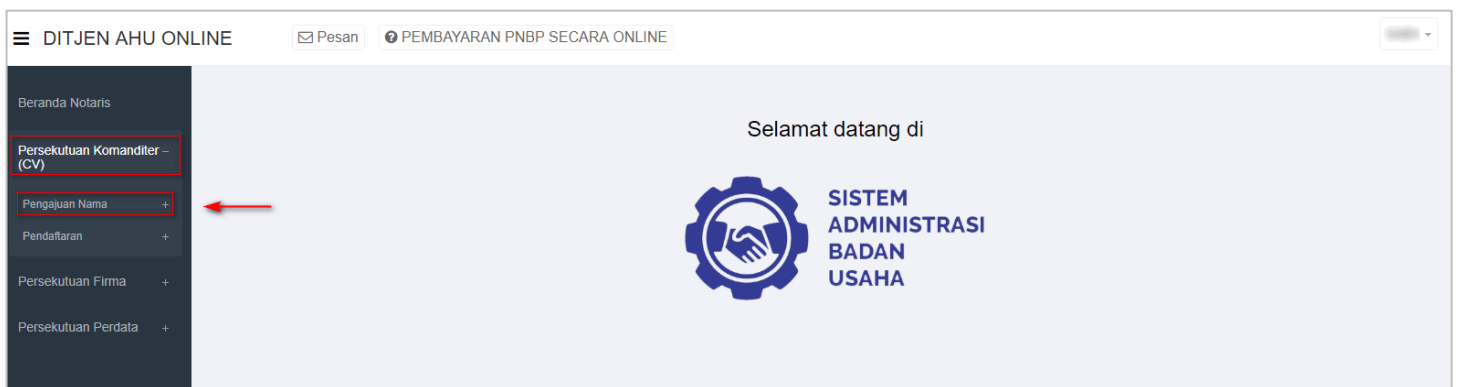 DITJEN AHU ONLINE
Pesan
PEMBAYARAN PNBP SECARA ONLINE
Beranda Notaris
Persekutuan Komanditer –
(CV)
Pengajuan Nama +
Pendaftaran +
Persekutuan Firma +
Persekutuan Perdata +
Selamat datang di
SISTEM
ADMINISTRASI
BADAN
USAHA